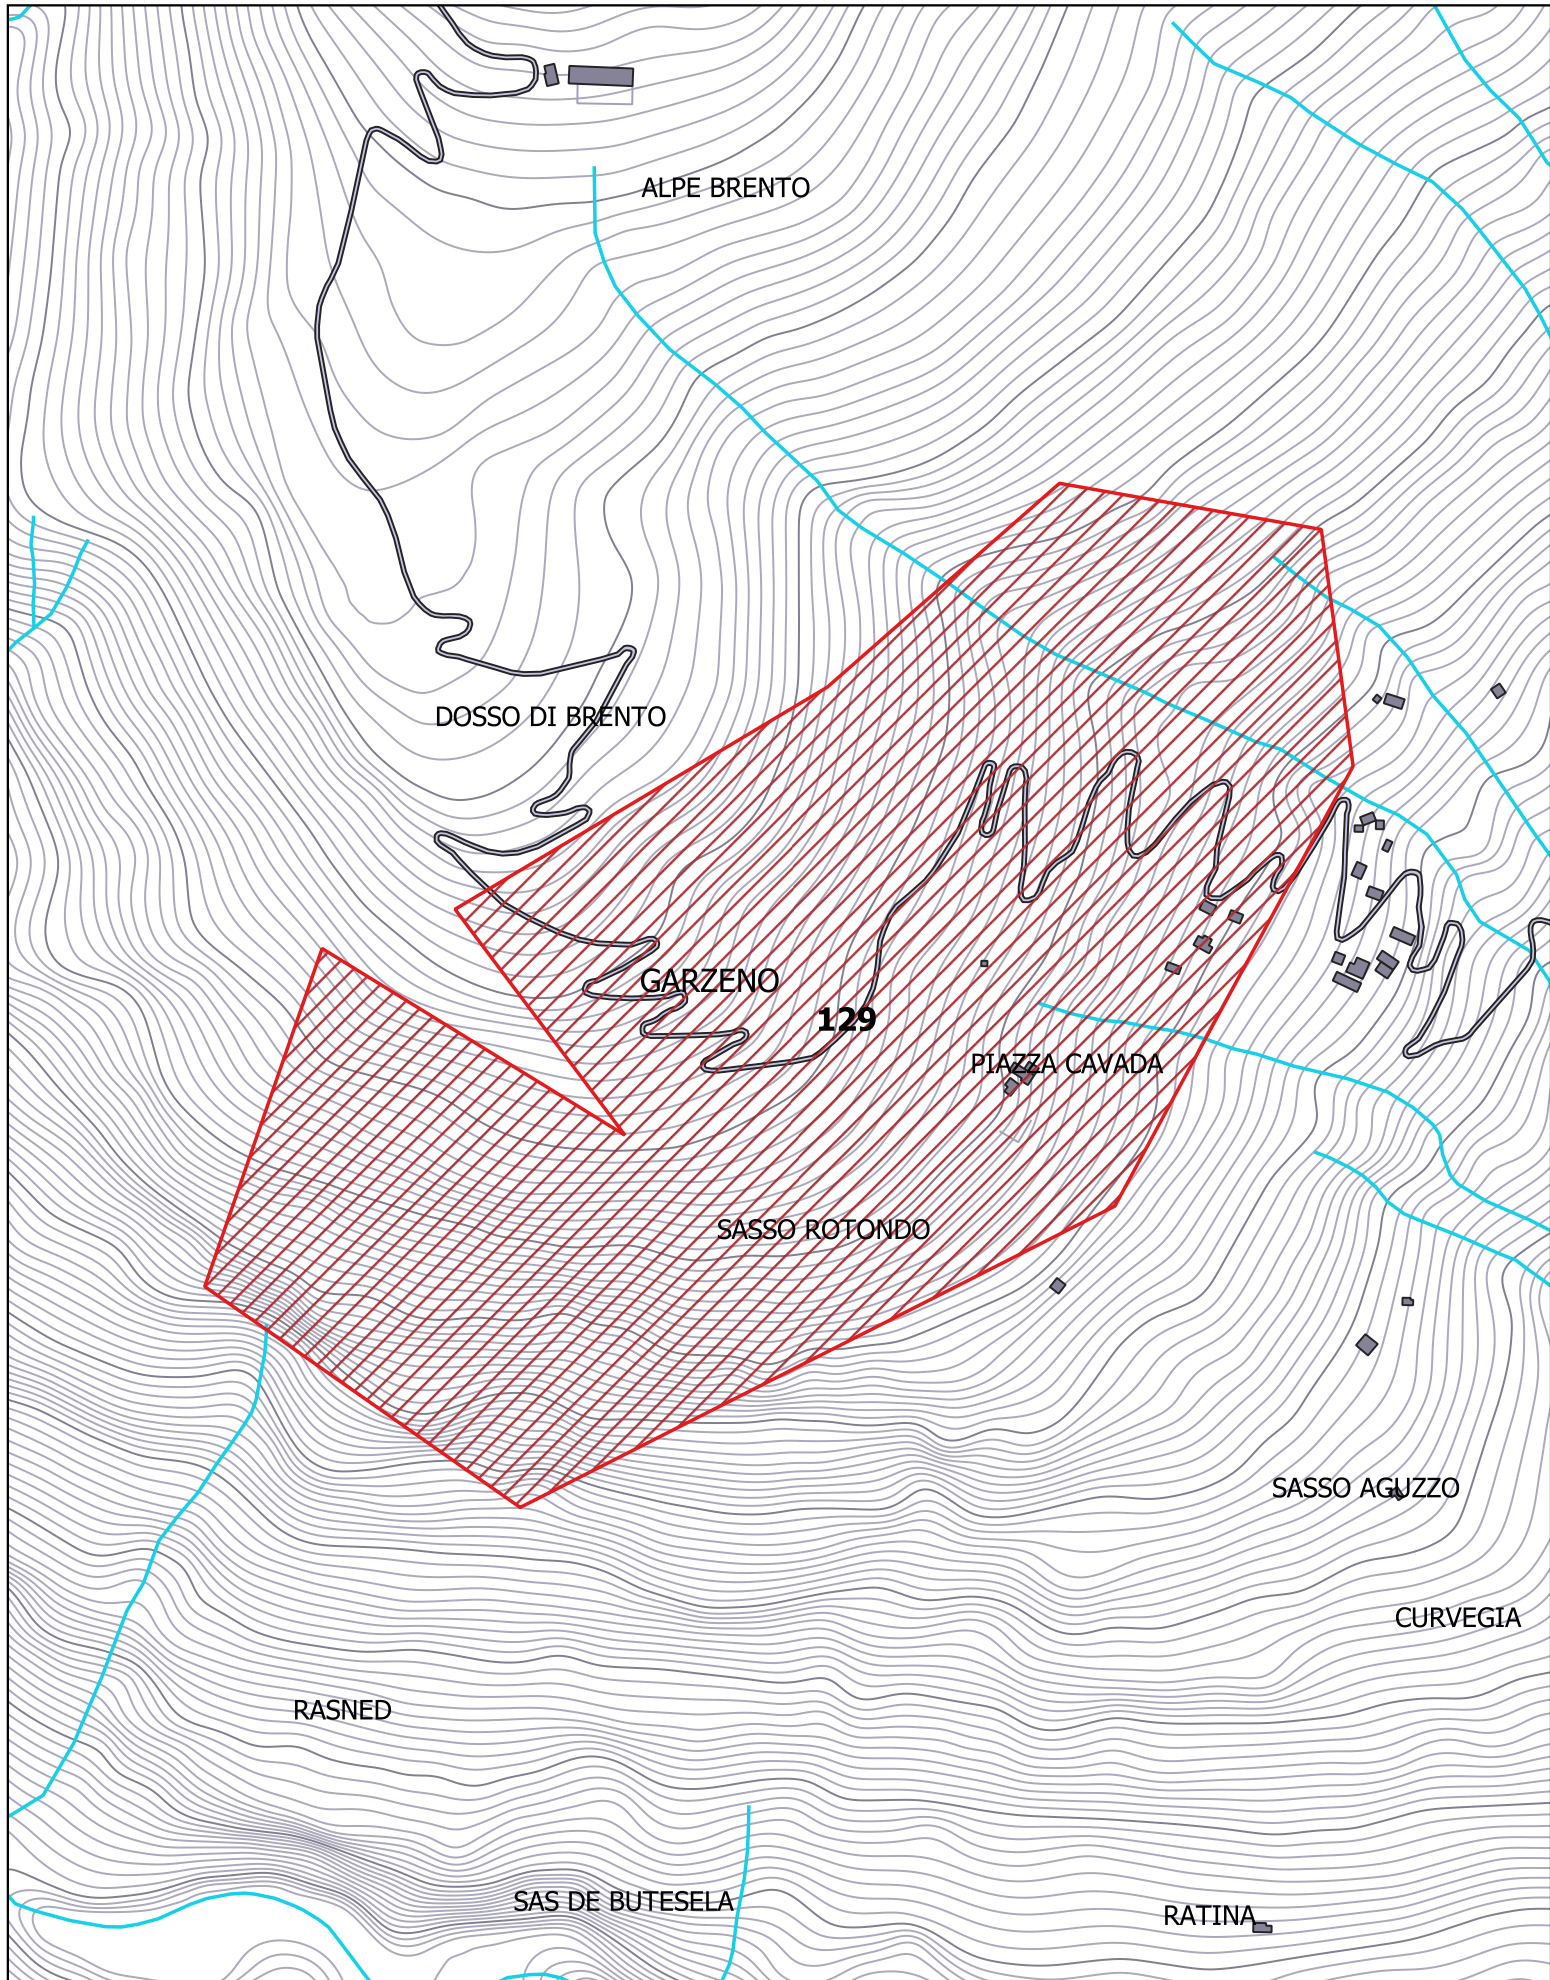 ALPE BRENTO
DOSSO DI BRENTO
GARZENO
129
PIAZZA CAVADA
SASSO ROTONDO
SASSO AGUZZO
CURVEGIA
RASNED
SAS DE BUTESELA
RATINA